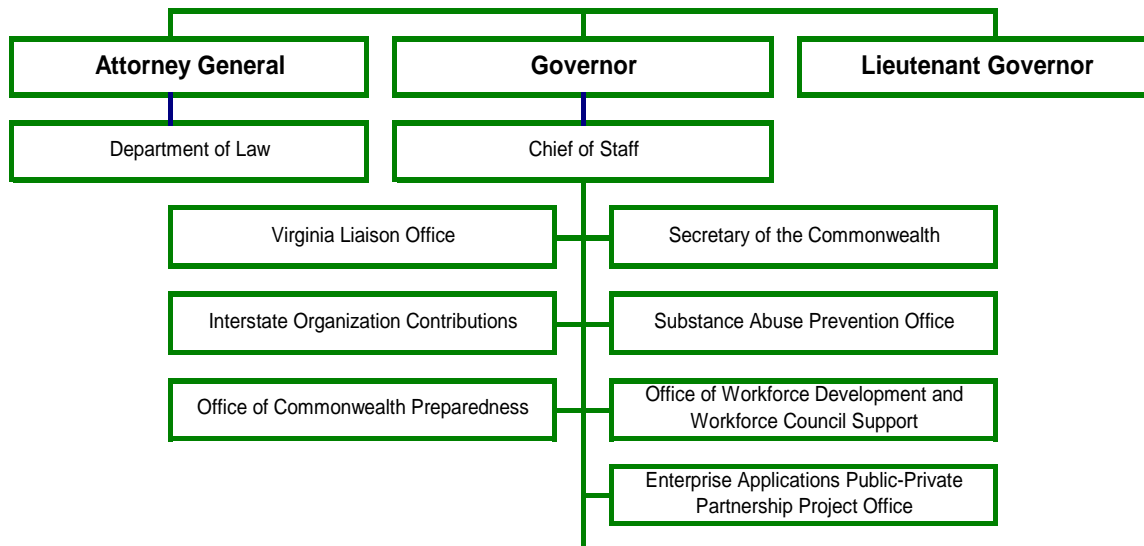 Attorney General
Governor
Lieutenant Governor
Department of Law
Chief of Staff
Virginia Liaison Office
Secretary of the Commonwealth
Interstate Organization Contributions
Substance Abuse Prevention Office
Office of Commonwealth Preparedness
Office of Workforce Development and
Workforce Council Support
Enterprise Applications Public-Private
Partnership Project Office